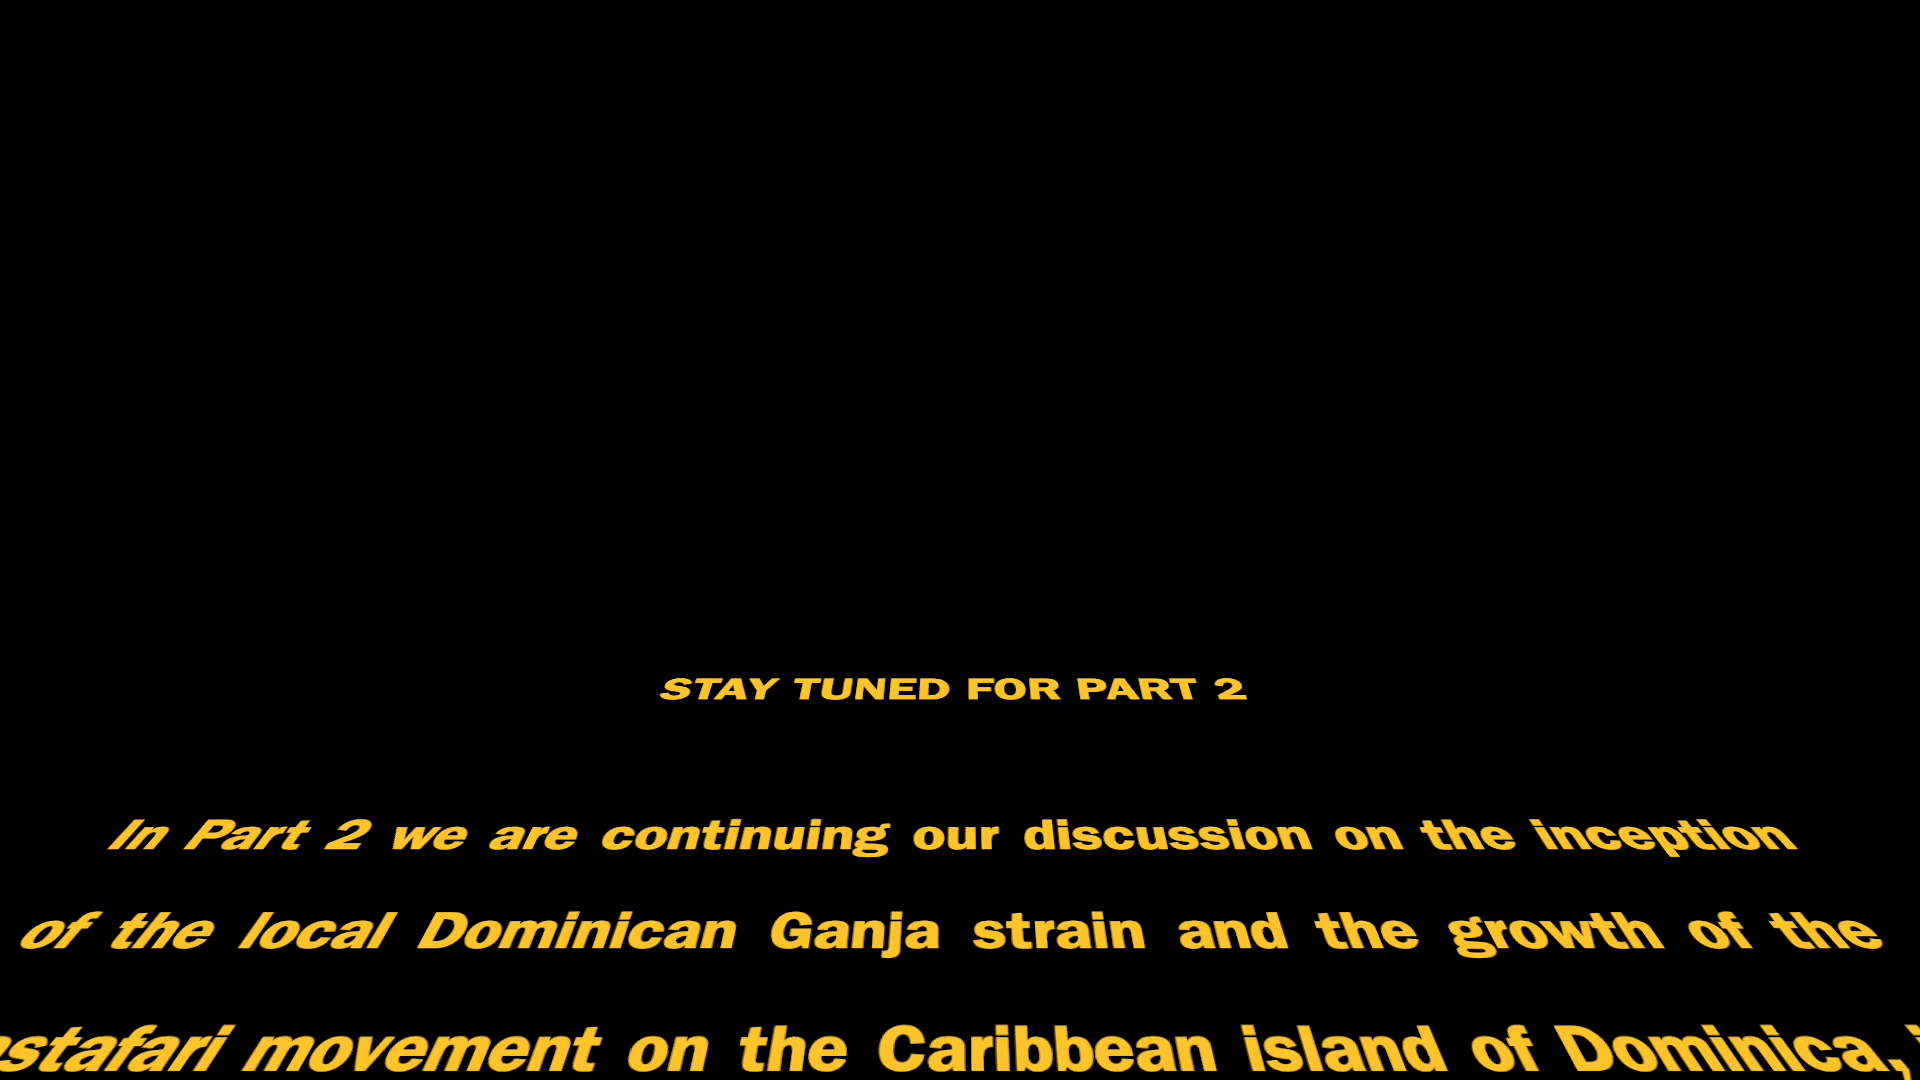 STAY TUNED FOR PART 2
In Part 2 we are continuing our discussion on the inception
of the local Dominican Ganja strain and the growth of the
movement on the Caribbean island of Dominica,